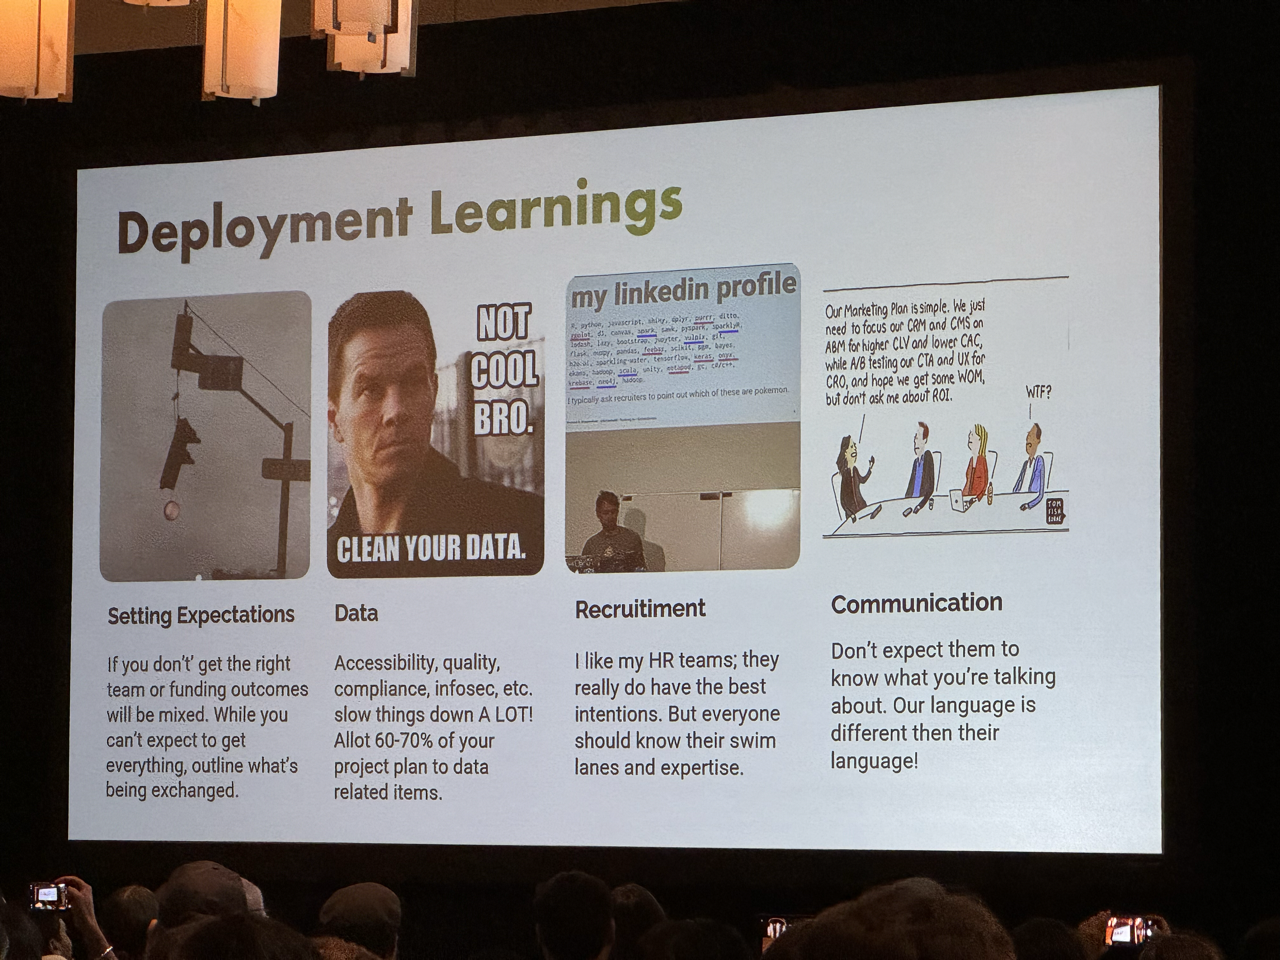 Deployment Learnings
NOT
COOL
BRO.
CLEAN YOUR DATA.
my linkedin profile
R, python, javascript, shiny, dplyr, purrr, ditto,
ggplot, d3, canvas, spark, sawk, pyspark, sparklyR,
lodash, lazy, bootstrap, jupyter, vulpix, git,
flask, numpy, pandas, feebas, scikit, pgm, bayes,
h2o.ai, sparkling-water, tensorflow, keras, onyx,
ekans, hadoop, scala, unity, metapod, gc, c#/c++,
krebase, neo4j, hadoop.
I typically ask recruiters to point out which of these are pokemon.
Our Marketing Plan is simple. We just
need to focus our CRM and CMS on
ABM for higher CLV and lower CAC,
while A/B testing our CTA and UX for
CRO, and hope we get some WOM,
but don't ask me about ROI.
WTF?
TOM
FISH
BURNE
Setting Expectations
If you don't' get the right
team or funding outcomes
will be mixed. While you
can't expect to get
everything, outline what's
being exchanged.
Data
Accessibility, quality,
compliance, infosec, etc.
slow things down A LOT!
Allot 60-70% of your
project plan to data
related items.
Recruitiment
I like my HR teams; they
really do have the best
intentions. But everyone
should know their swim
lanes and expertise.
Communication
Don't expect them to
know what you're talking
about. Our language is
different then their
language!